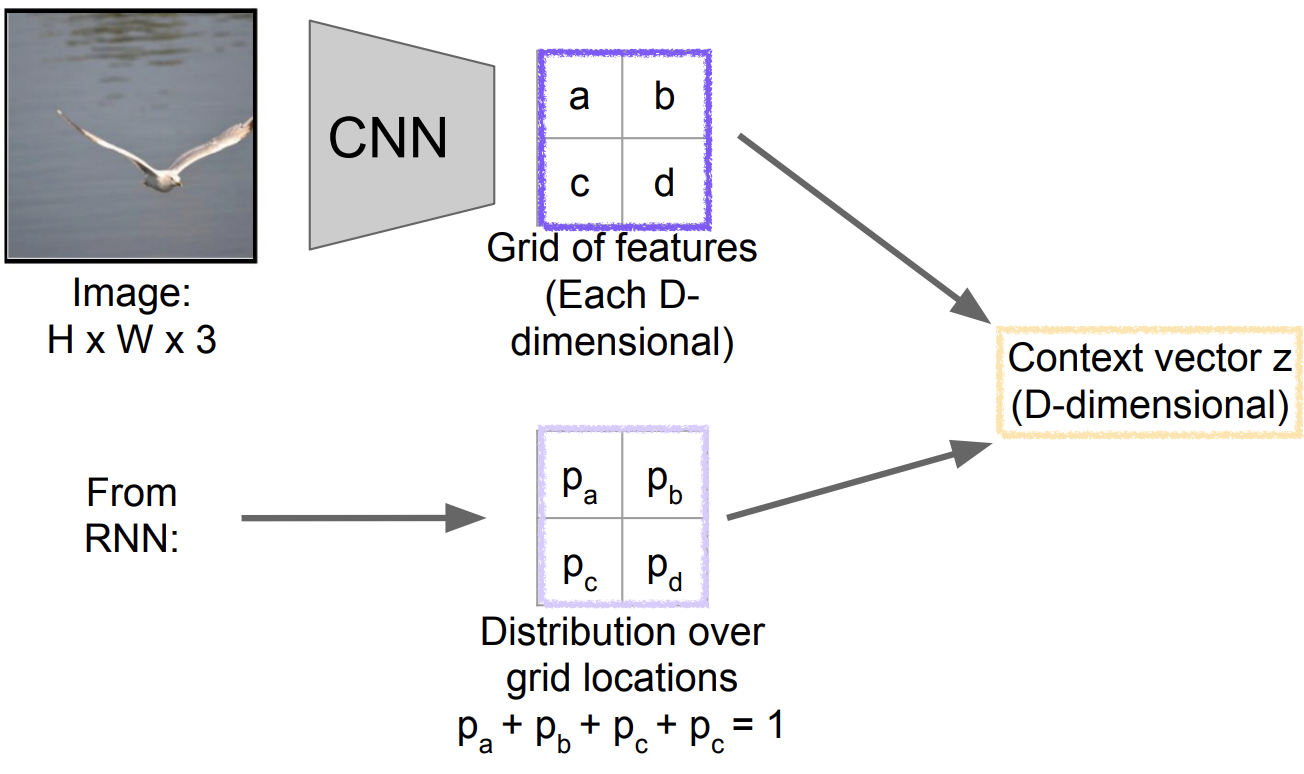 CNN
a b
c d
Grid of features
(Each D-
dimensional)
Image:
H x W x 3
Context vector z
(D-dimensional)
From
RNN:
p_a p_b
p_c p_d
Distribution over
grid locations
p_a + p_b + p_c + p_c = 1